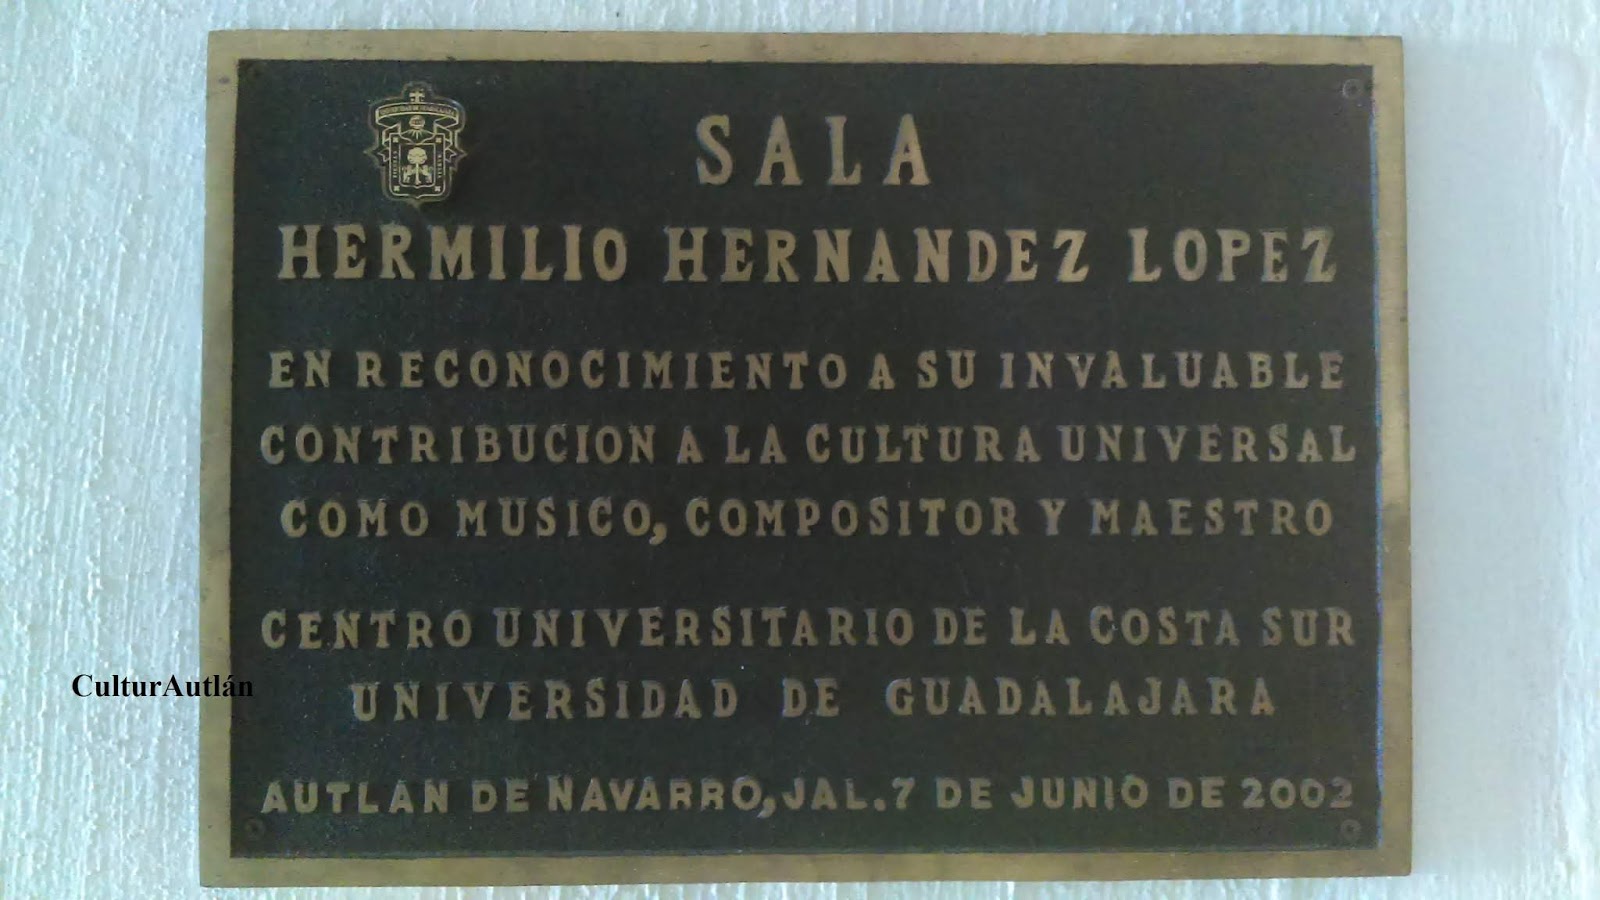 SALA
HERMILIO HERNANDEZ LOPEZ
EN RECONOCIMIENTO A SU INVALUABLE
CONTRIBUCION A LA CULTURA UNIVERSAL
COMO MUSICO, COMPOSITOR Y MAESTRO
CENTRO UNIVERSITARIO DE LA COSTA SUR
UNIVERSIDAD DE GUADALAJARA
AUTLAN DE NAVARRO, JAL. 7 DE JUNIO DE 2002
CulturAutlán